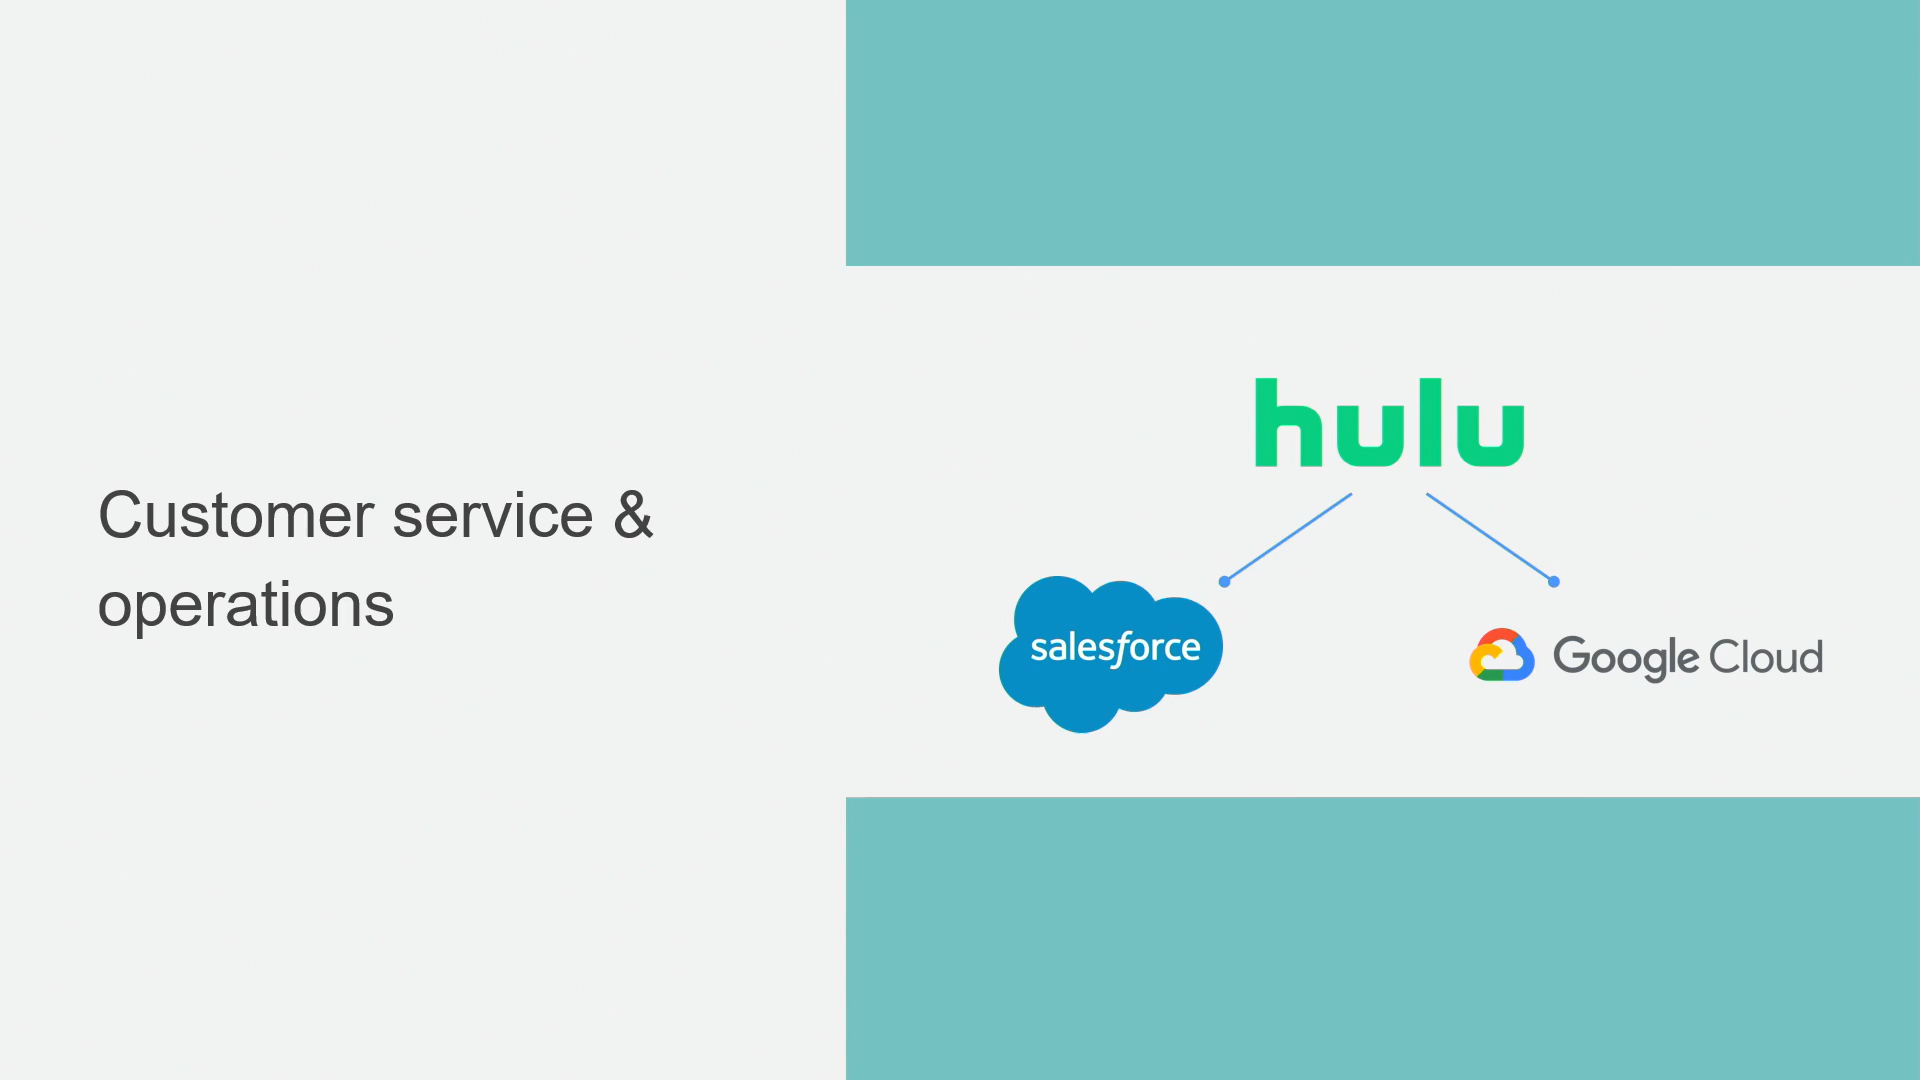 Customer service &
operations
hulu
salesforce
Google Cloud